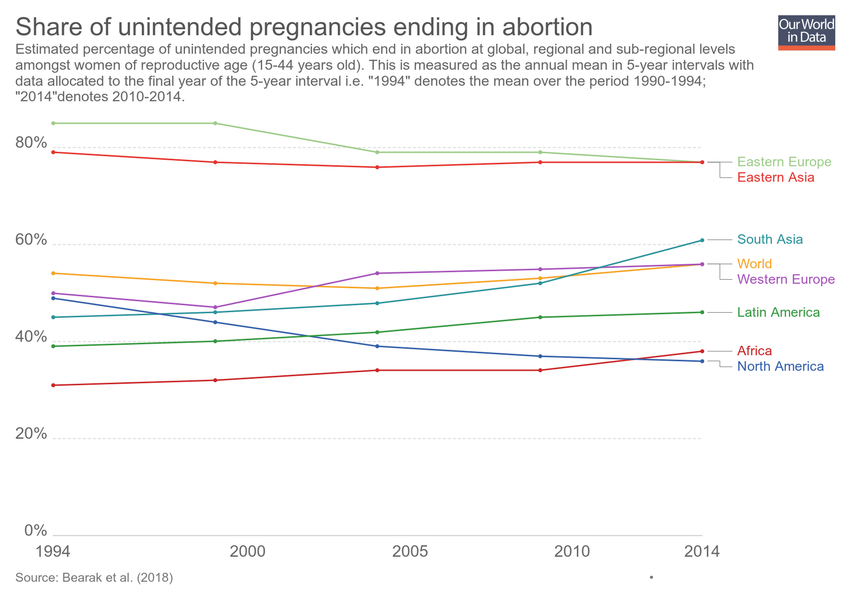 Share of unintended pregnancies ending in abortion
Our World
in Data
Estimated percentage of unintended pregnancies which end in abortion at global, regional and sub-regional levels
amongst women of reproductive age (15-44 years old). This is measured as the annual mean in 5-year intervals with
data allocated to the final year of the 5-year interval i.e. "1994" denotes the mean over the period 1990-1994;
"2014"denotes 2010-2014.
80%
60%
40%
20%
0%
Eastern Europe
Eastern Asia
South Asia
World
Western Europe
Latin America
Africa
North America
1994
2000
2005
2010
2014
Source: Bearak et al. (2018)